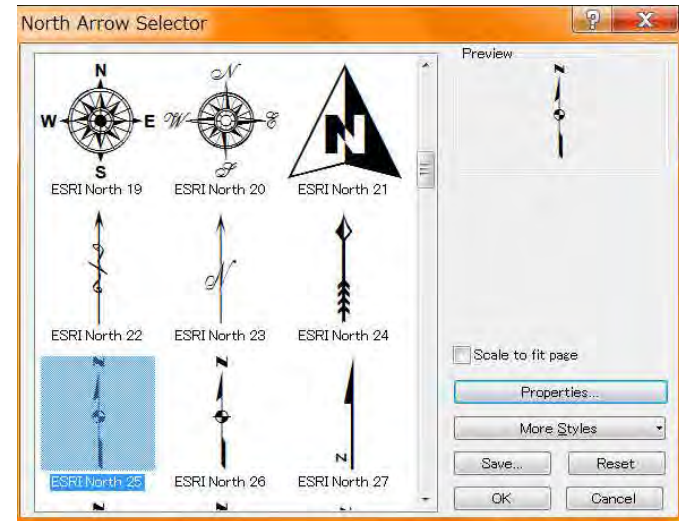 North Arrow Selector
Preview
N
W E
S
N
W E
S
N
ESRI North 19 ESRI North 20 ESRI North 21
N
ESRI North 22 ESRI North 23 ESRI North 24
N N N
ESRI North 25 ESRI North 26 ESRI North 27
N
Scale to fit page
Properties...
More Styles
Save... Reset
OK Cancel